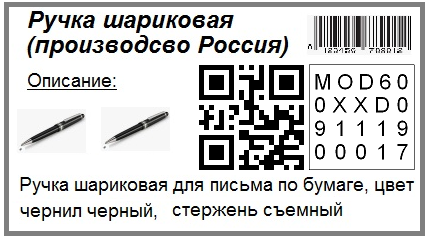 Ручка шариковая
(производсво Россия)
Описание:
MOD60
0XXD0
91119
00017
Ручка шариковая для письма по бумаге, цвет
чернил черный, стержень съемный